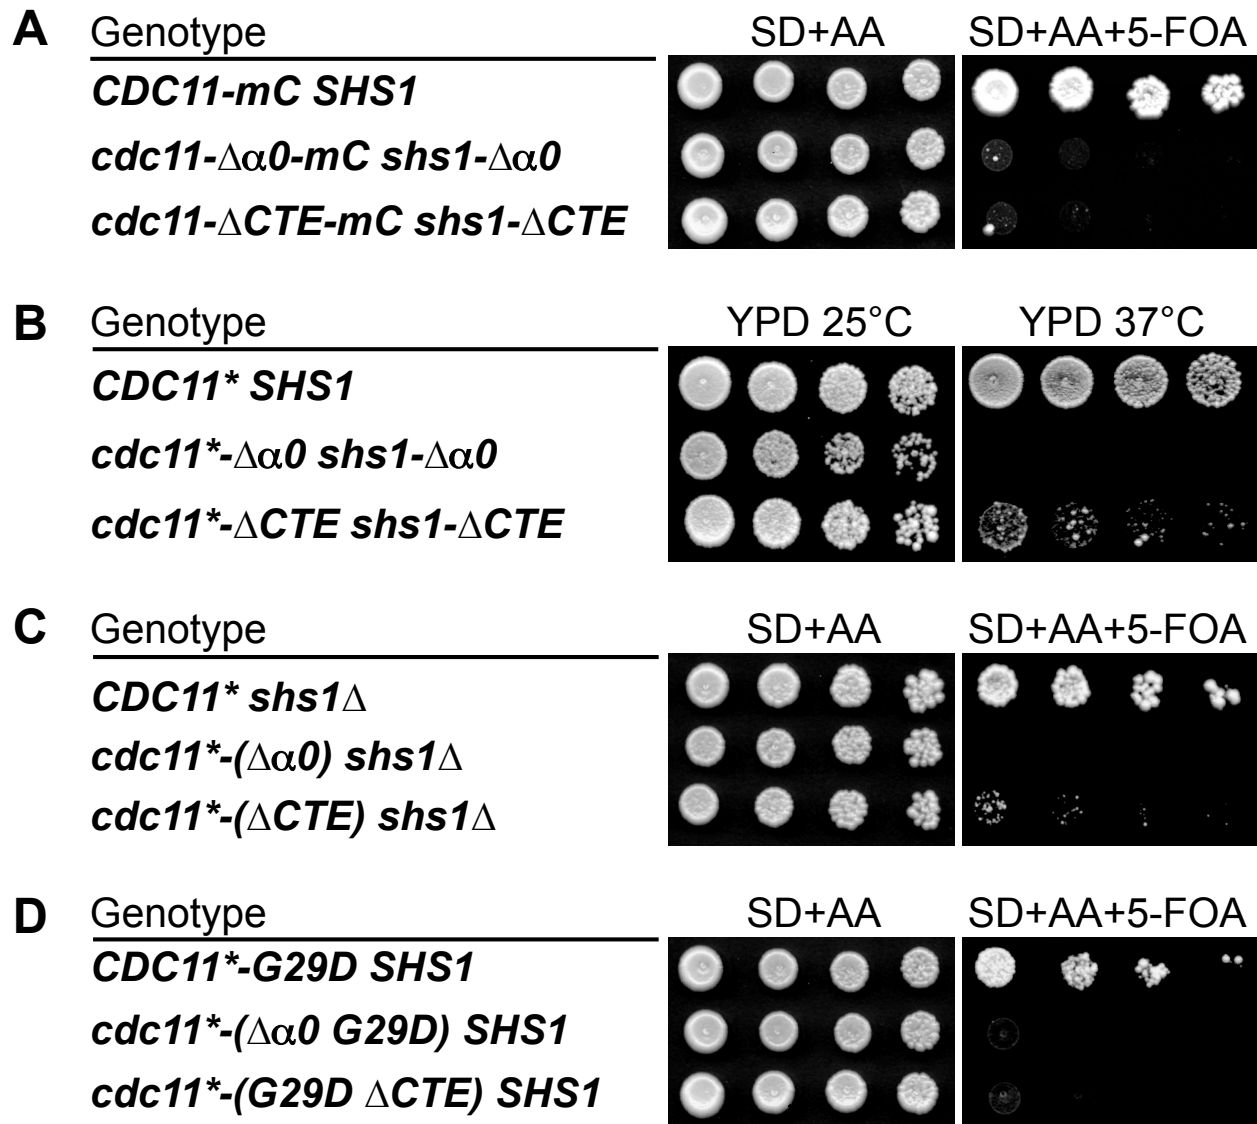 A Genotype SD+AA SD+AA+5-FOA
CDC11-mC SHS1
cdc11-Δα0-mC shs1-Δα0
cdc11-ΔCTE-mC shs1-ΔCTE
B Genotype YPD 25°C YPD 37°C
CDC11* SHS1
cdc11*-Δα0 shs1-Δα0
cdc11*-ΔCTE shs1-ΔCTE
C Genotype SD+AA SD+AA+5-FOA
CDC11* shs1Δ
cdc11*-(Δα0) shs1Δ
cdc11*-(ΔCTE) shs1Δ
D Genotype SD+AA SD+AA+5-FOA
CDC11*-G29D SHS1
cdc11*-(Δα0 G29D) SHS1
cdc11*-(G29D ΔCTE) SHS1